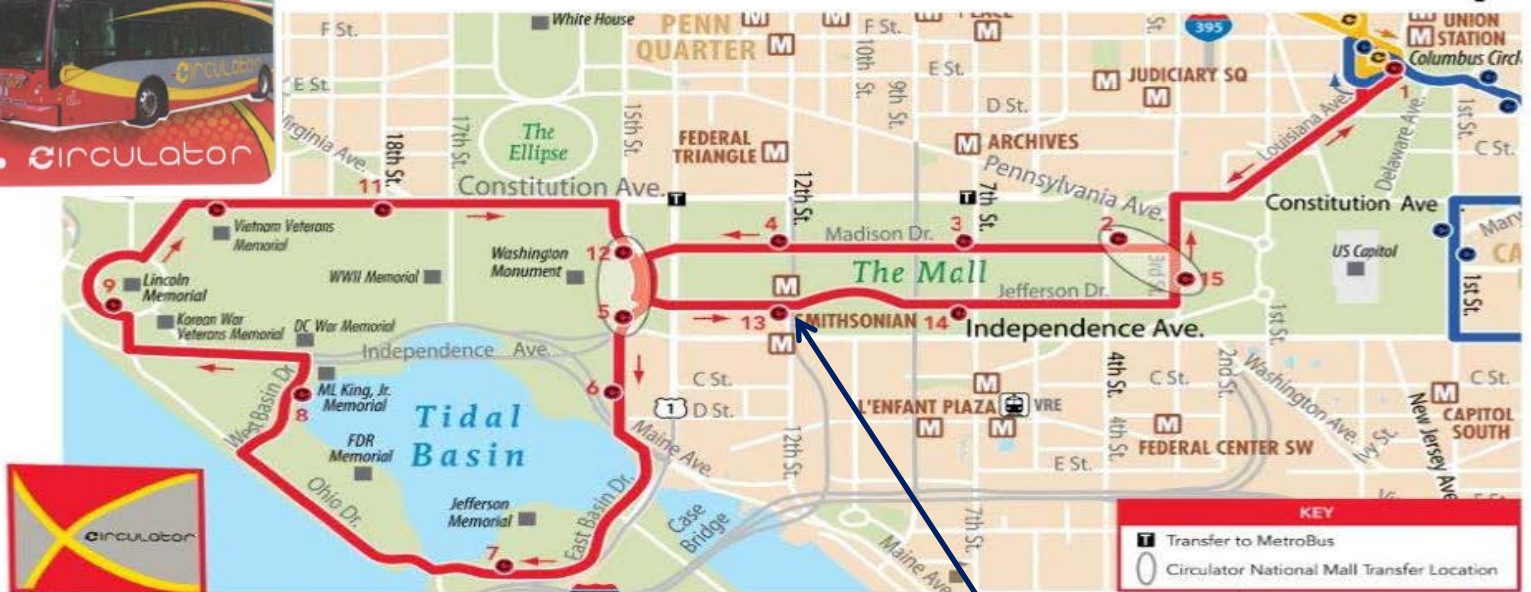 circulator
circulator
White House
F St.
E St.
PENN
QUARTER
F St.
10th St.
9th St.
E St.
D St.
395
UNION
STATION
Columbus Circl
1
JUDICIARY SQ
Louisiana Ave.
Delaware Ave.
1st St.
C St.
Virginia Ave.
18th St.
17th St.
The
Ellipse
15th St.
FEDERAL
TRIANGLE
ARCHIVES
Pennsylvania Ave.
11
Constitution Ave.
T
12th St.
T
7th St.
Constitution Ave
Mary
CA
Vietnam Veterans
Memorial
Washington
Monument
12
4
Madison Dr.
3
2
3rd St.
US Capitol
9
Lincoln
Memorial
WWII Memorial
The Mall
Jefferson Dr.
15
1st St.
1st St.
Korean War
Veterans Memorial
DC War Memorial
5
13
SMITHSONIAN
14
Independence Ave.
Independence Ave.
West Basin Dr.
8
ML King, Jr.
Memorial
6
C St.
1
D St.
L'ENFANT PLAZA
VRE
4th St.
C St.
2nd St.
Washington Ave.
C St.
CAPITOL
SOUTH
New Jersey Ave
Tidal
Basin
FDR
Memorial
Maine Ave.
12th St.
4th St.
FEDERAL CENTER SW
Ivy St.
E St.
Ohio Dr.
Jefferson
Memorial
7
East Basin Dr.
Case
Bridge
7th St.
Maine Ave
circulator
KEY
T Transfer to MetroBus
Circulator National Mall Transfer Location